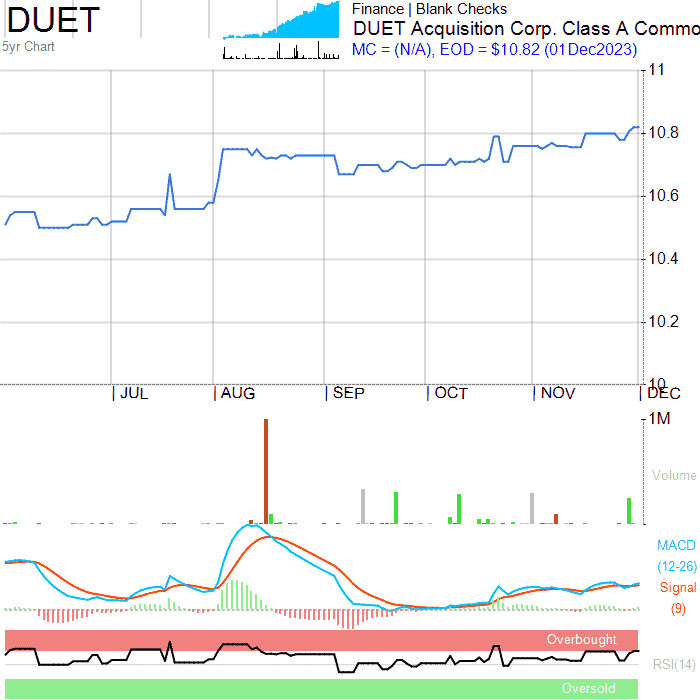 DUET
5yr Chart
Finance | Blank Checks
DUET Acquisition Corp. Class A Commo
MC = (N/A), EOD = $10.82 (01Dec2023)
11
10.8
10.6
10.4
10.2
10
JUL AUG SEP OCT NOV DEC
1M
Volume
MACD
(12-26)
Signal
(9)
Overbought
RSI(14)
Oversold